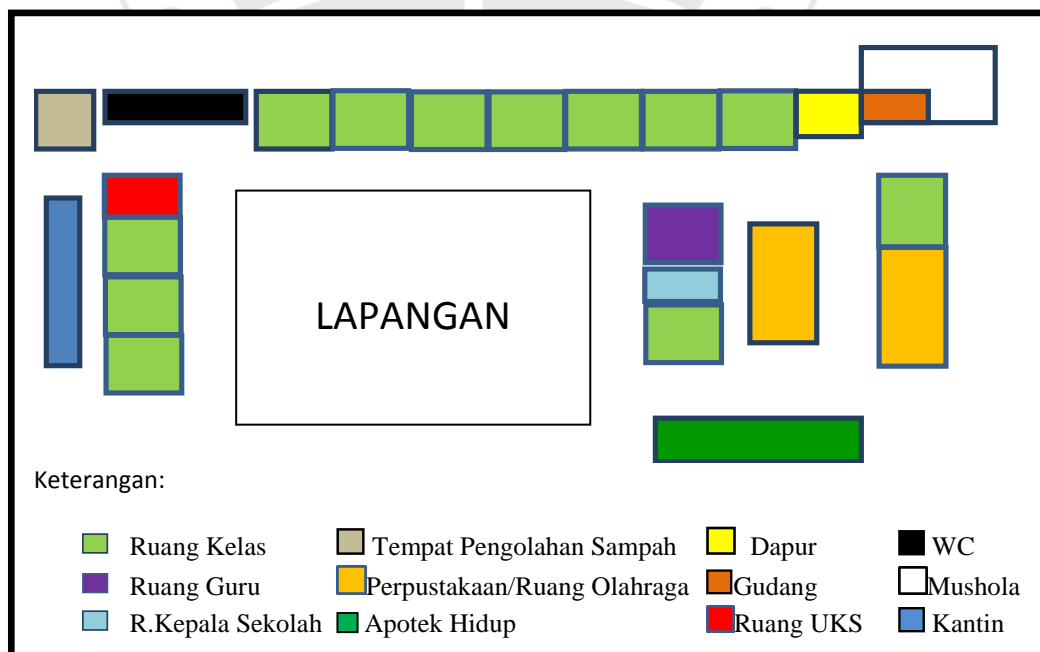 LAPANGAN
Keterangan:
Ruang Kelas Tempat Pengolahan Sampah Dapur WC
Ruang Guru Perpustakaan/Ruang Olahraga Gudang Mushola
R.Kepala Sekolah Apotek Hidup Ruang UKS Kantin